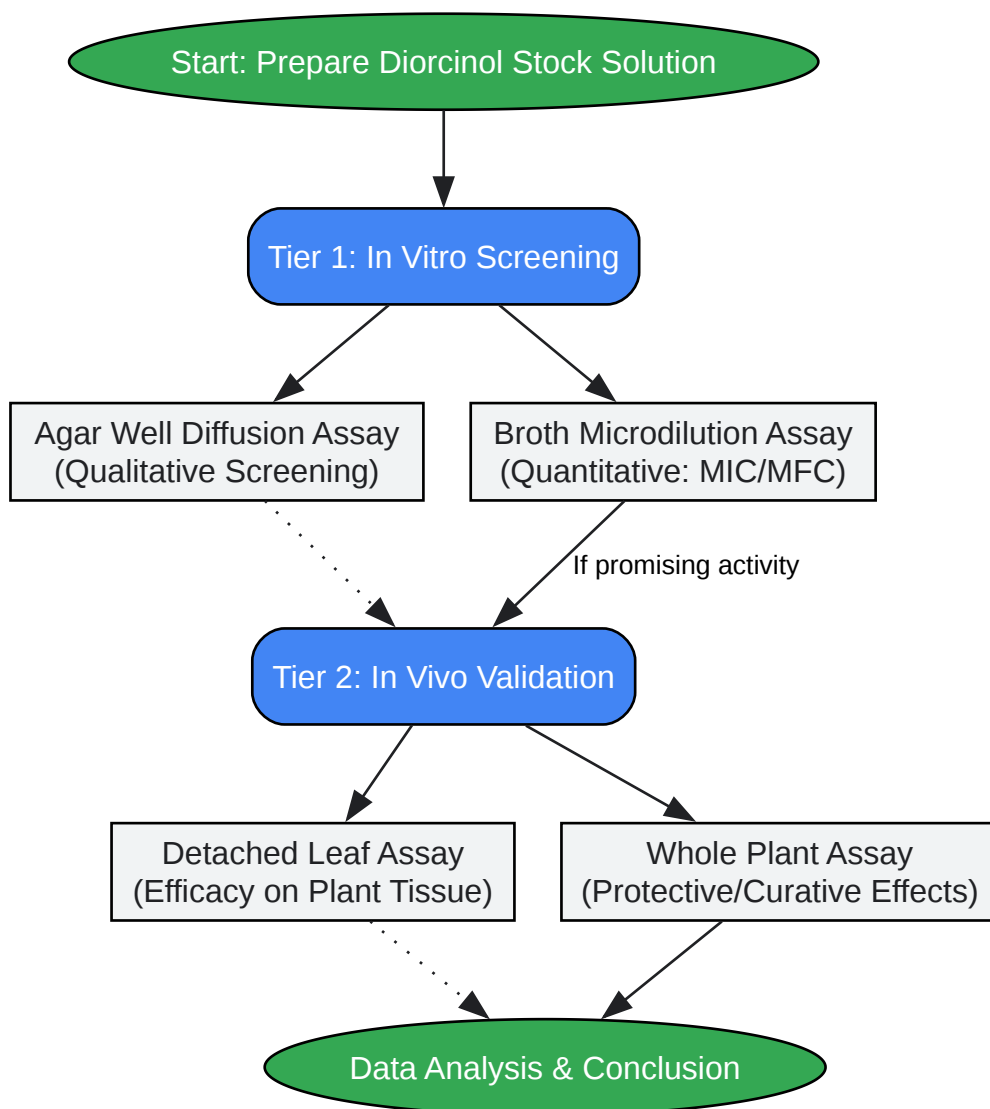 Start: Prepare Diorcinol Stock Solution
Tier 1: In Vitro Screening
Agar Well Diffusion Assay
(Qualitative Screening)
Broth Microdilution Assay
(Quantitative: MIC/MFC)
If promising activity
Tier 2: In Vivo Validation
Detached Leaf Assay
(Efficacy on Plant Tissue)
Whole Plant Assay
(Protective/Curative Effects)
Data Analysis & Conclusion